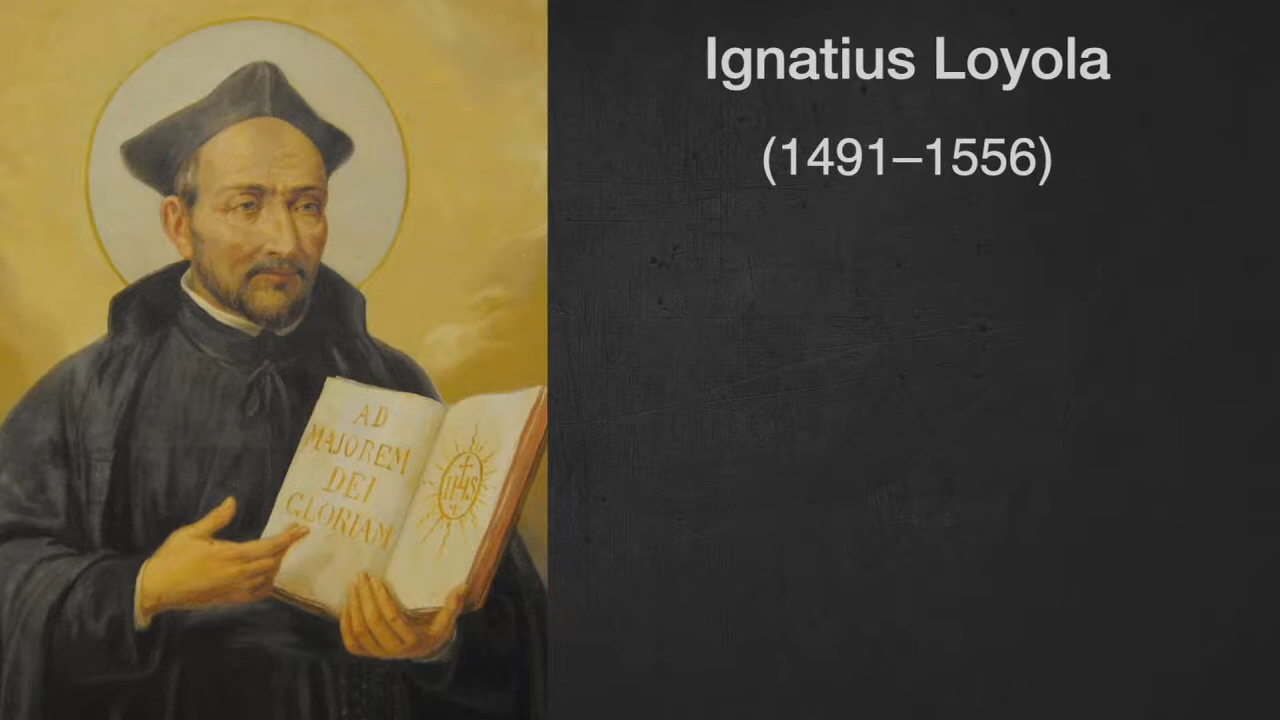 Ignatius Loyola
(1491–1556)
AD
MAJOREM
DEI
GLORIAM
IHS